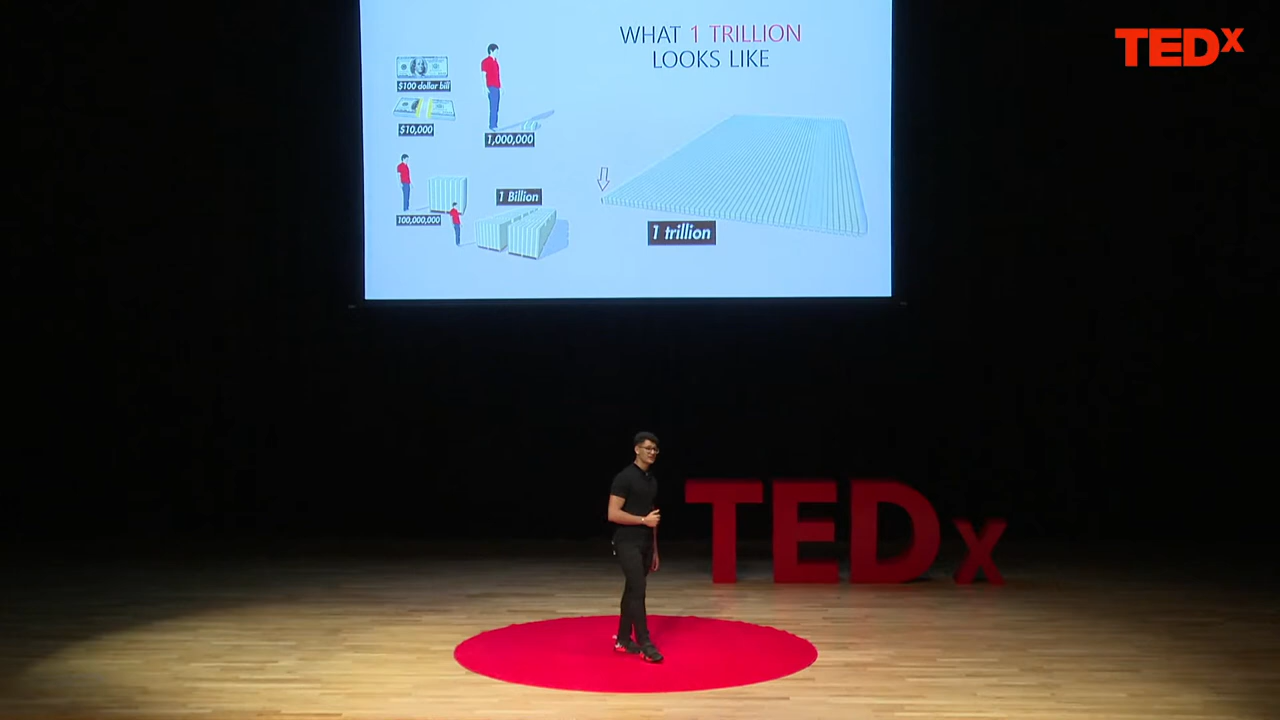 WHAT 1 TRILLION
LOOKS LIKE
$100 dollar bill
$10,000
1,000,000
100,000,000
1 Billion
1 trillion
TEDx
TEDx